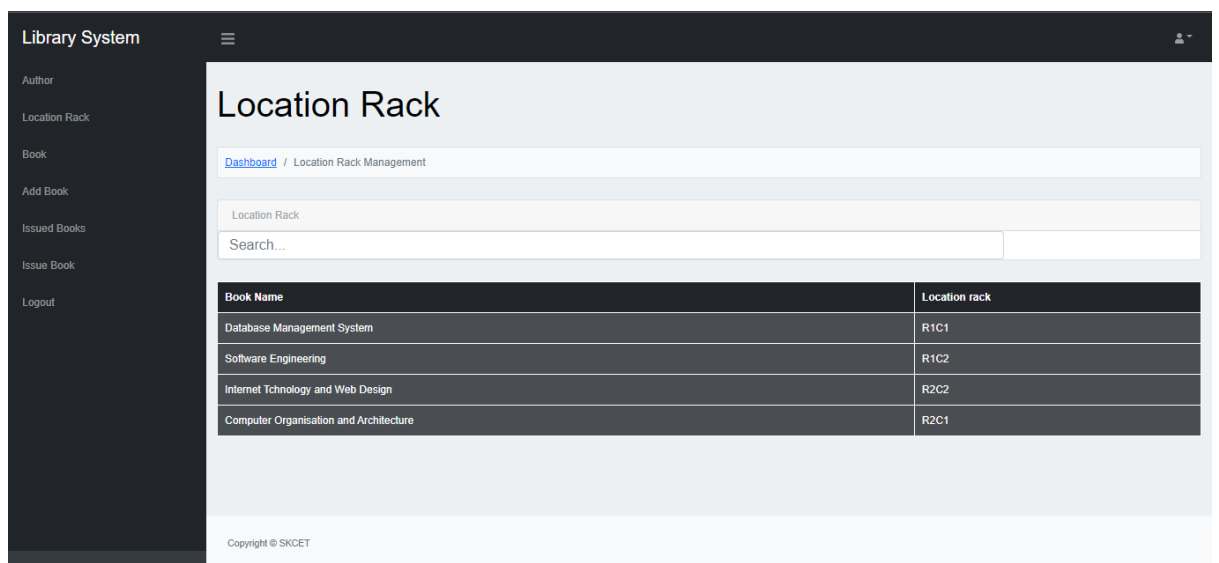 Library System
Author
Location Rack
Book
Add Book
Issued Books
Issue Book
Logout
Location Rack
Dashboard / Location Rack Management
Location Rack
Search...
Book Name Location rack
Database Management System R1C1
Software Engineering R1C2
Internet Tchnology and Web Design R2C2
Computer Organisation and Architecture R2C1
Copyright © SKCET